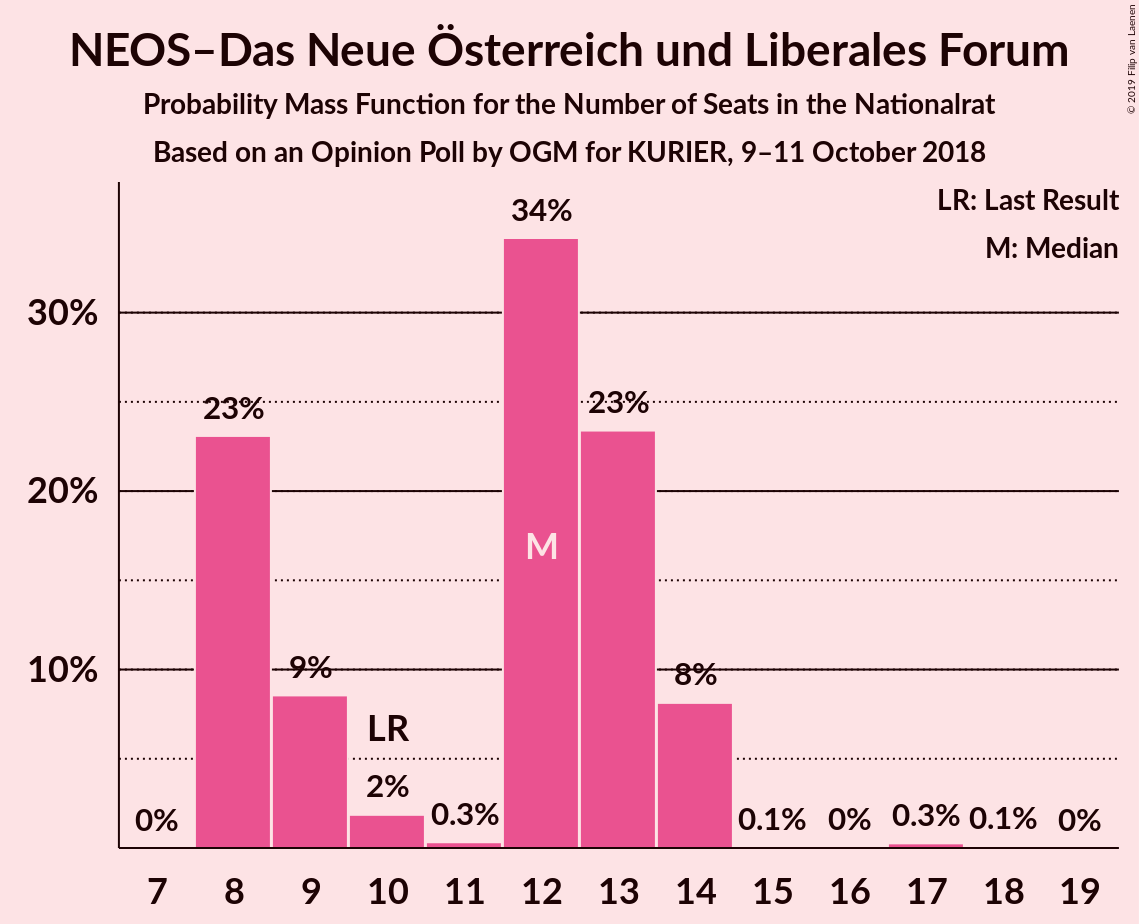 NEOS–Das Neue Österreich und Liberales Forum
Probability Mass Function for the Number of Seats in the Nationalrat
Based on an Opinion Poll by OGM for KURIER, 9–11 October 2018
© 2019 Filip van Laenen
LR: Last Result
M: Median
34%
30%
23%
23%
20%
M
10%
9%
8%
LR
2%
0%
0.3%
0.1%
0%
0.3%
0.1%
0%
7 8 9 10 11 12 13 14 15 16 17 18 19